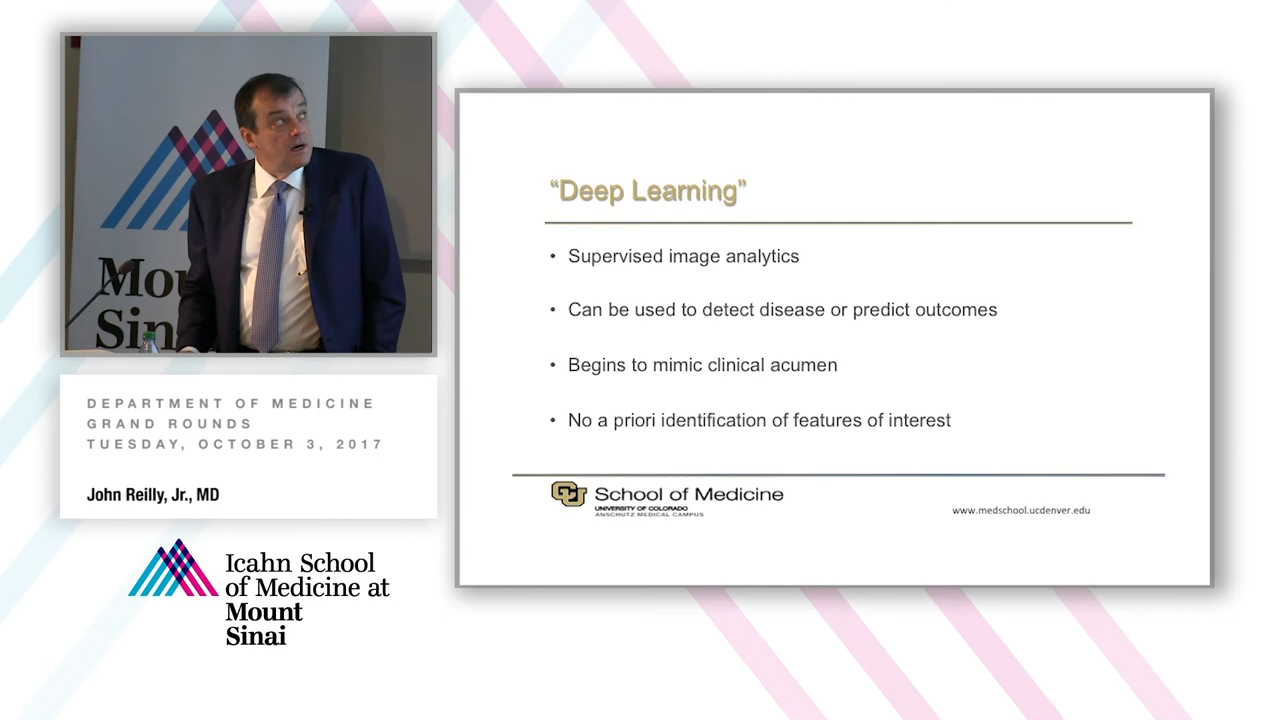 Mou
Sin
DEPARTMENT OF MEDICINE
GRAND ROUNDS
TUESDAY, OCTOBER 3, 2017
John Reilly, Jr., MD
Icahn School
of Medicine at
Mount
Sinai
“Deep Learning”
• Supervised image analytics
• Can be used to detect disease or predict outcomes
• Begins to mimic clinical acumen
• No a priori identification of features of interest
CU School of Medicine
UNIVERSITY OF COLORADO
ANSCHUTZ MEDICAL CAMPUS
www.medschool.ucdenver.edu